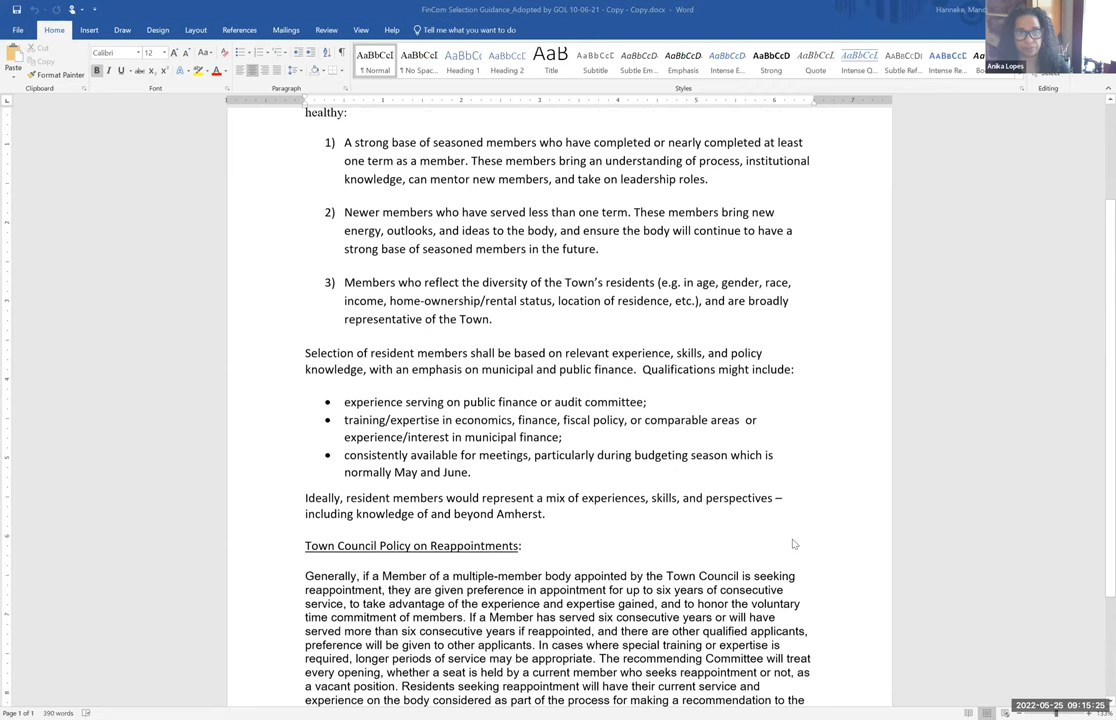 FinCom Selection Guidance_Adopted by GOL 10-06-21 - Copy - Copy.docx - Word
Hanneke, Manc
File Home Insert Draw Design Layout References Mailings Review View Help Tell me what you want to do
Paste
Cut
Copy
Format Painter
Calibri 12
AaBbCcDc AaBbCcI AaBbCc AaBbCcD AaB AaBbCcD AaBbCcDc AaBbCcDc AaBbCcDc AaBbCcD AaBbCcDc AaBbCcDc
¶ Normal ¶ No Spac... Heading 1 Heading 2 Title Subtitle Subtle Em... Emphasis Intense E... Strong Quote Intense Q... Subtle Ref... Intense Re...
Clipboard Font Paragraph Styles
Anika Lopes
healthy:
1) A strong base of seasoned members who have completed or nearly completed at least
one term as a member. These members bring an understanding of process, institutional
knowledge, can mentor new members, and take on leadership roles.
2) Newer members who have served less than one term. These members bring new
energy, outlooks, and ideas to the body, and ensure the body will continue to have a
strong base of seasoned members in the future.
3) Members who reflect the diversity of the Town’s residents (e.g. in age, gender, race,
income, home-ownership/rental status, location of residence, etc.), and are broadly
representative of the Town.
Selection of resident members shall be based on relevant experience, skills, and policy
knowledge, with an emphasis on municipal and public finance. Qualifications might include:
• experience serving on public finance or audit committee;
• training/expertise in economics, finance, fiscal policy, or comparable areas or
experience/interest in municipal finance;
• consistently available for meetings, particularly during budgeting season which is
normally May and June.
Ideally, resident members would represent a mix of experiences, skills, and perspectives –
including knowledge of and beyond Amherst.
Town Council Policy on Reappointments:
Generally, if a Member of a multiple-member body appointed by the Town Council is seeking
reappointment, they are given preference in appointment for up to six years of consecutive
service, to take advantage of the experience and expertise gained, and to honor the voluntary
time commitment of members. If a Member has served six consecutive years or will have
served more than six consecutive years if reappointed, and there are other qualified applicants,
preference will be given to other applicants. In cases where special training or expertise is
required, longer periods of service may be appropriate. The recommending Committee will treat
every opening, whether a seat is held by a current member who seeks reappointment or not, as
a vacant position. Residents seeking reappointment will have their current service and
experience on the body considered as part of the process for making a recommendation to the
Page 1 of 1 390 words
2022-05-25 09:15:25